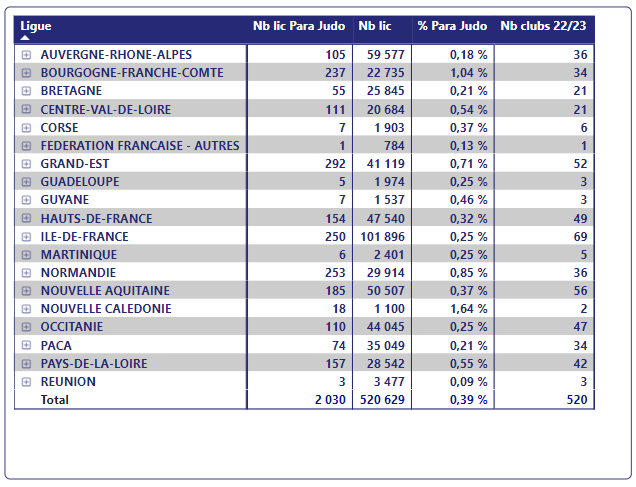 Ligue Nb lic Para Judo Nb lic % Para Judo Nb clubs 22/23
AUVERGNE-RHONE-ALPES 105 59 577 0,18 % 36
BOURGOGNE-FRANCHE-COMTE 237 22 735 1,04 % 34
BRETAGNE 55 25 845 0,21 % 21
CENTRE-VAL-DE-LOIRE 111 20 684 0,54 % 21
CORSE 7 1 903 0,37 % 6
FEDERATION FRANCAISE - AUTRES 1 784 0,13 % 1
GRAND-EST 292 41 119 0,71 % 52
GUADELOUPE 5 1 974 0,25 % 3
GUYANE 7 1 537 0,46 % 3
HAUTS-DE-FRANCE 154 47 540 0,32 % 49
ILE-DE-FRANCE 250 101 896 0,25 % 69
MARTINIQUE 6 2 401 0,25 % 5
NORMANDIE 253 29 914 0,85 % 36
NOUVELLE AQUITAINE 185 50 507 0,37 % 56
NOUVELLE CALEDONIE 18 1 100 1,64 % 2
OCCITANIE 110 44 045 0,25 % 47
PACA 74 35 049 0,21 % 34
PAYS-DE-LA-LOIRE 157 28 542 0,55 % 42
REUNION 3 3 477 0,09 % 3
Total 2 030 520 629 0,39 % 520